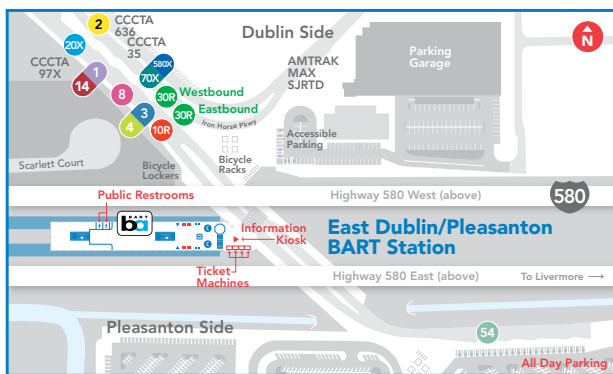 CCCTA
636
2
CCCTA
35
20X
CCCTA
97X
1
14
8
580X
70X
30R
Westbound
30R
Eastbound
3
4
10R
Iron Horse Pkwy
Dublin Side
AMTRAK
MAX
SJRTD
Parking
Garage
N
Accessible
Parking
Scarlett Court
Bicycle
Lockers
Bicycle
Racks
Public Restrooms
Highway 580 West (above)
580
BART
ba
Information
Kiosk
East Dublin/Pleasanton
BART Station
Ticket
Machines
Highway 580 East (above)
To Livermore
Pleasanton Side
54
All Day Parking